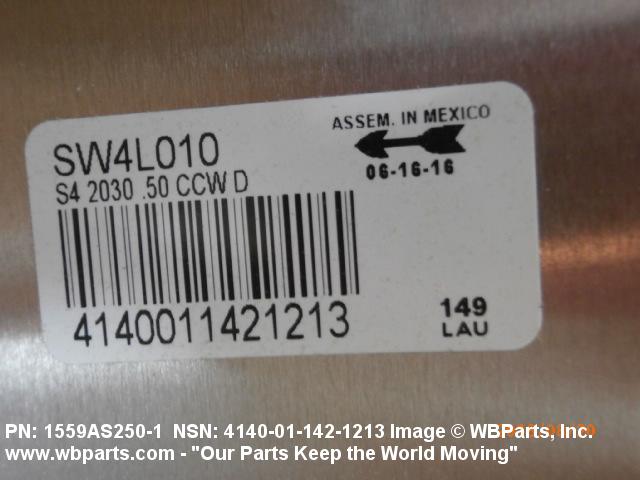 ASSEM. IN MEXICO
SW4L010
S4 2030 .50 CCW D
06-16-16
4140011421213
149
LAU
PN: 1559AS250-1 NSN: 4140-01-142-1213 Image © WBParts, Inc.
www.wbparts.com - "Our Parts Keep the World Moving"